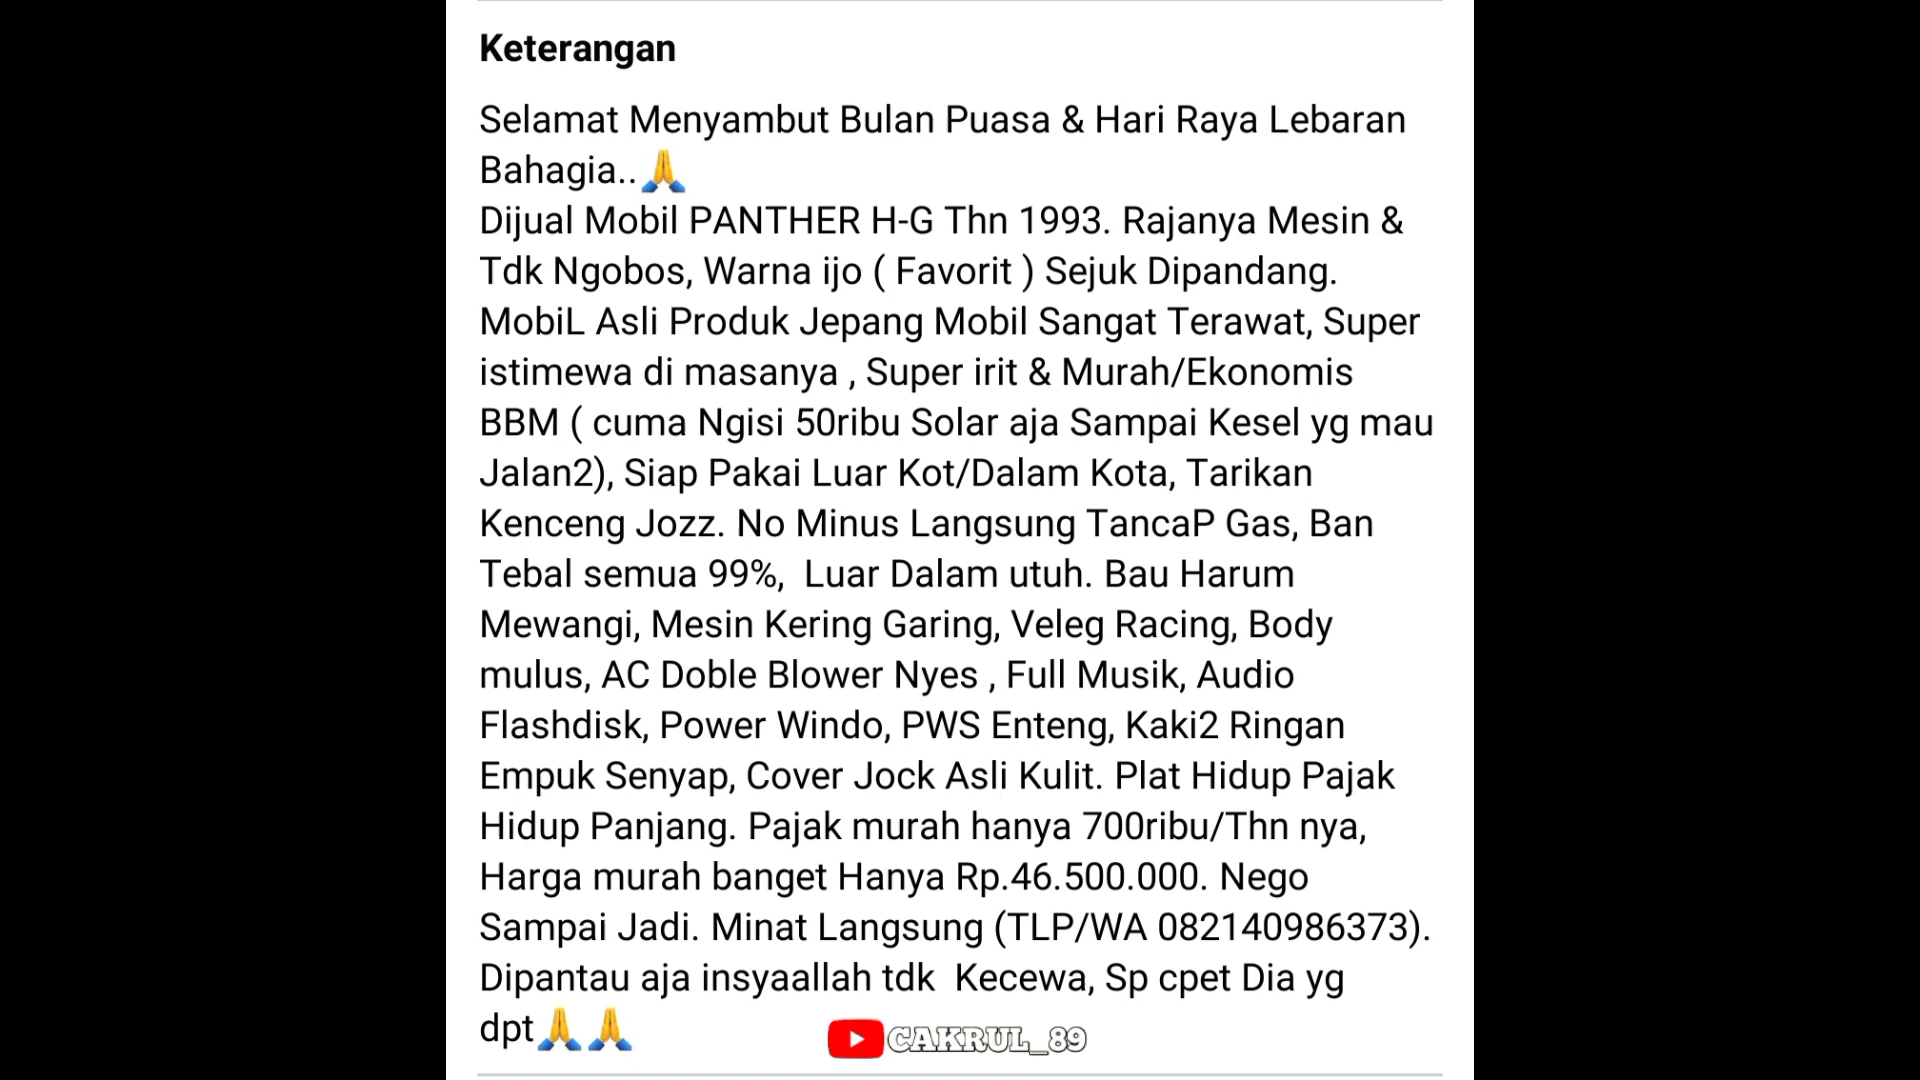 Keterangan
Selamat Menyambut Bulan Puasa & Hari Raya Lebaran
Bahagia..🙏
Dijual Mobil PANTHER H-G Thn 1993. Rajanya Mesin &
Tdk Ngobos, Warna ijo ( Favorit ) Sejuk Dipandang.
MobiL Asli Produk Jepang Mobil Sangat Terawat, Super
istimewa di masanya , Super irit & Murah/Ekonomis
BBM ( cuma Ngisi 50ribu Solar aja Sampai Kesel yg mau
Jalan2), Siap Pakai Luar Kot/Dalam Kota, Tarikan
Kenceng Jozz. No Minus Langsung TancaP Gas, Ban
Tebal semua 99%,  Luar Dalam utuh. Bau Harum
Mewangi, Mesin Kering Garing, Veleg Racing, Body
mulus, AC Doble Blower Nyes , Full Musik, Audio
Flashdisk, Power Windo, PWS Enteng, Kaki2 Ringan
Empuk Senyap, Cover Jock Asli Kulit. Plat Hidup Pajak
Hidup Panjang. Pajak murah hanya 700ribu/Thn nya,
Harga murah banget Hanya Rp.46.500.000. Nego
Sampai Jadi. Minat Langsung (TLP/WA 082140986373).
Dipantau aja insyaallah tdk  Kecewa, Sp cpet Dia yg
dpt🙏🙏
CAKRUL_89